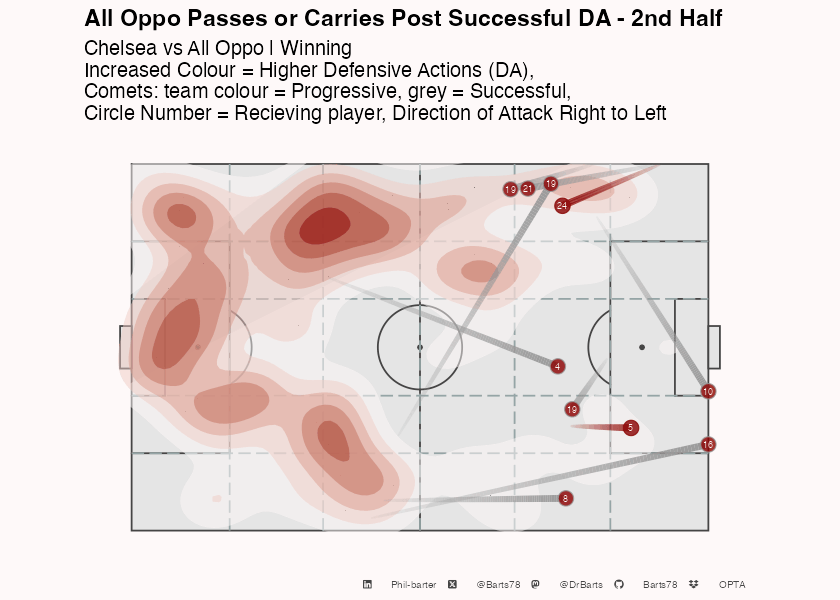 All Oppo Passes or Carries Post Successful DA - 2nd Half
Chelsea vs All Oppo | Winning
Increased Colour = Higher Defensive Actions (DA),
Comets: team colour = Progressive, grey = Successful,
Circle Number = Recieving player, Direction of Attack Right to Left
19 21 19
24
4
10
19
5
16
8
Phil-barter @Barts78 @DrBarts Barts78 OPTA